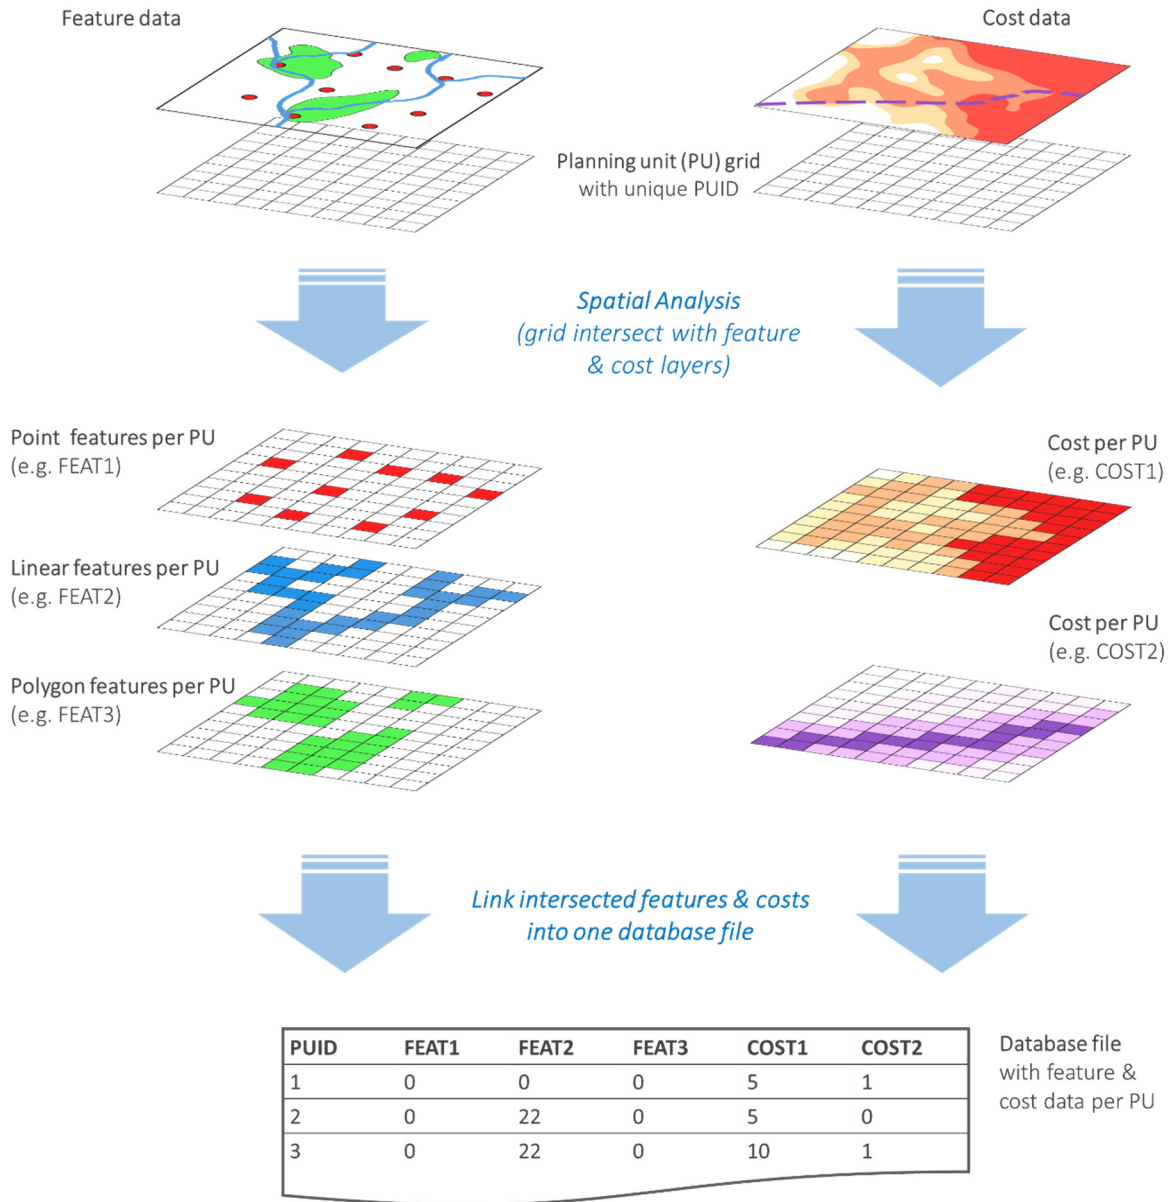 Feature data
Cost data
Planning unit (PU) grid
with unique PUID
Spatial Analysis
(grid intersect with feature
& cost layers)
Point features per PU
(e.g. FEAT1)
Cost per PU
(e.g. COST1)
Linear features per PU
(e.g. FEAT2)
Cost per PU
(e.g. COST2)
Polygon features per PU
(e.g. FEAT3)
Link intersected features & costs
into one database file
PUID FEAT1 FEAT2 FEAT3 COST1 COST2
1 0 0 0 5 1
2 0 22 0 5 0
3 0 22 0 10 1
Database file
with feature &
cost data per PU